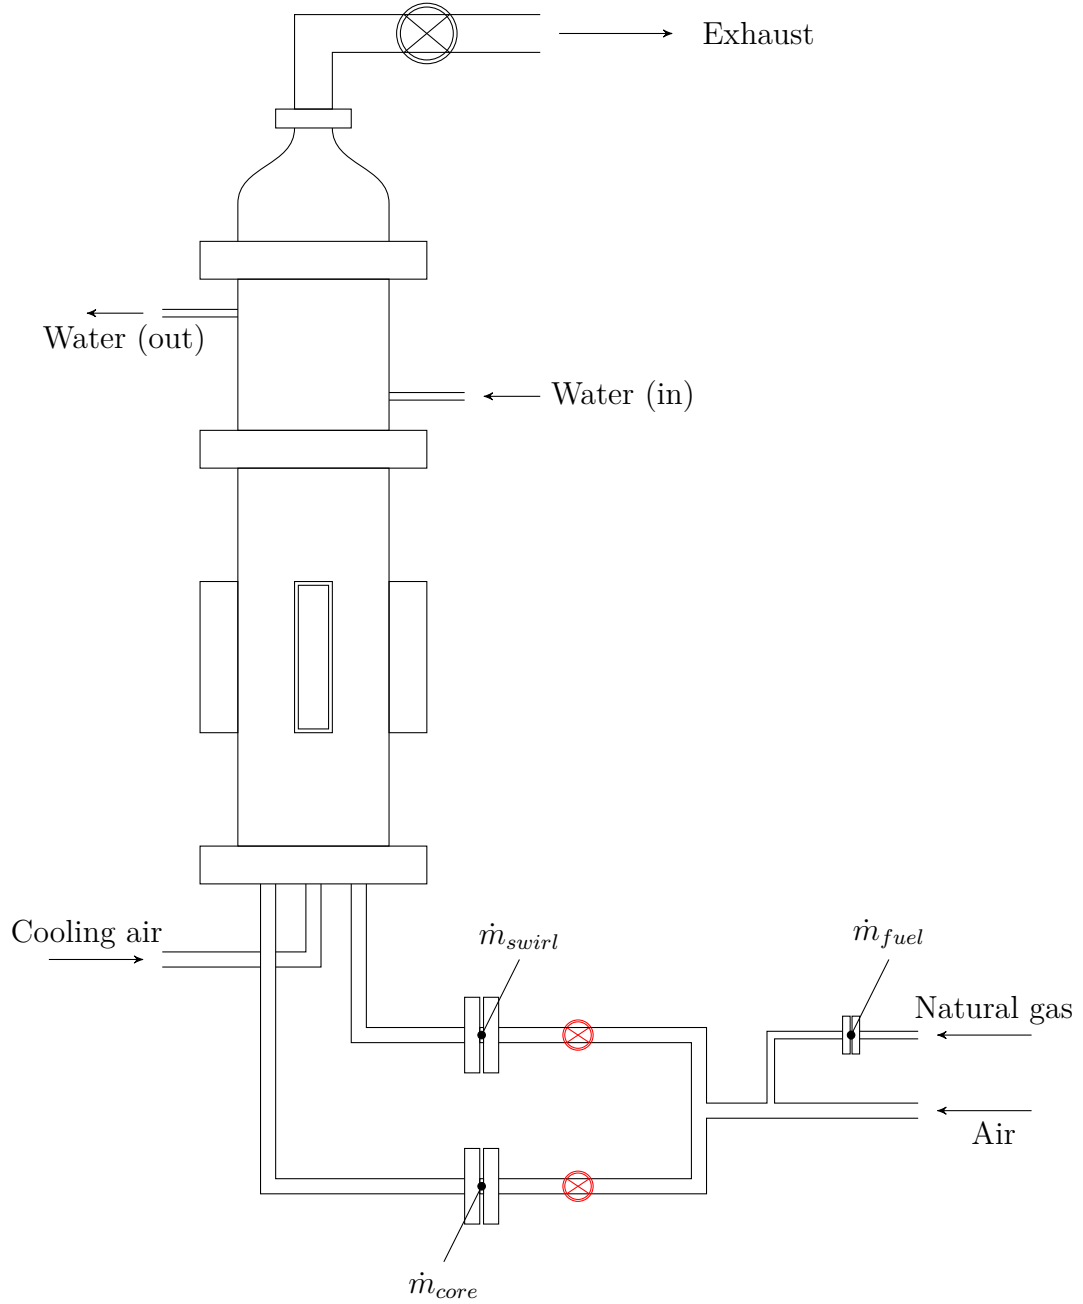 Exhaust
Water (out)
Water (in)
Cooling air
ṁ_swirl
ṁ_fuel
Natural gas
Air
ṁ_core